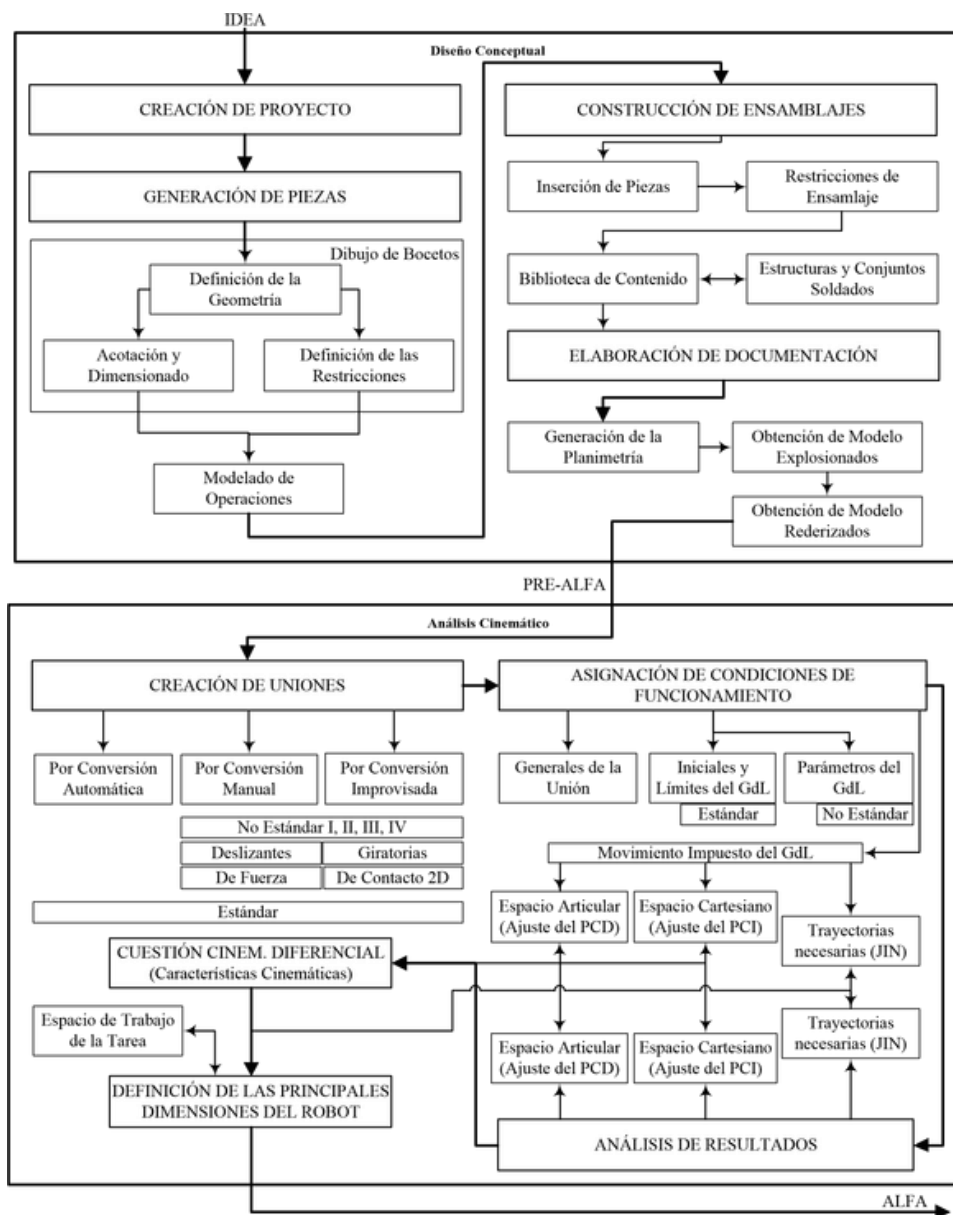 IDEA
Diseño Conceptual
CREACIÓN DE PROYECTO
GENERACIÓN DE PIEZAS
Dibujo de Bocetos
Definición de la
Geometría
Acotación y
Dimensionado
Definición de las
Restricciones
Modelado de
Operaciones
CONSTRUCCIÓN DE ENSAMBLAJES
Inserción de Piezas
Restricciones de
Ensamlaje
Biblioteca de Contenido
Estructuras y Conjuntos
Soldados
ELABORACIÓN DE DOCUMENTACIÓN
Generación de la
Planimetría
Obtención de Modelo
Explosionados
Obtención de Modelo
Rederizados
PRE-ALFA
Análisis Cinemático
CREACIÓN DE UNIONES
Por Conversión
Automática
Por Conversión
Manual
Por Conversión
Improvisada
No Estándar I, II, III, IV
Deslizantes
Giratorias
De Fuerza
De Contacto 2D
Estándar
ASIGNACIÓN DE CONDICIONES DE
FUNCIONAMIENTO
Generales de la
Unión
Iniciales y
Límites del GdL
Estándar
Parámetros del
GdL
No Estándar
Movimiento Impuesto del GdL
Espacio Articular
(Ajuste del PCD)
Espacio Cartesiano
(Ajuste del PCI)
Trayectorias
necesarias (JIN)
CUESTIÓN CINEM. DIFERENCIAL
(Características Cinemáticas)
Espacio de Trabajo
de la Tarea
DEFINICIÓN DE LAS PRINCIPALES
DIMENSIONES DEL ROBOT
Espacio Articular
(Ajuste del PCD)
Espacio Cartesiano
(Ajuste del PCI)
Trayectorias
necesarias (JIN)
ANÁLISIS DE RESULTADOS
ALFA